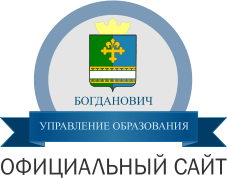 БОГДАНОВИЧ
УПРАВЛЕНИЕ ОБРАЗОВАНИЯ
ОФИЦИАЛЬНЫЙ САЙТ